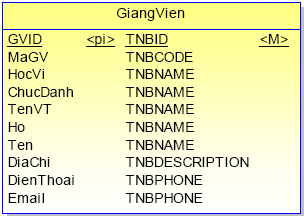 GiangVien
GVID <pi> TNBID <M>
MaGV TNBCODE
HocVi TNBNAME
ChucDanh TNBNAME
TenVT TNBNAME
Ho TNBNAME
Ten TNBNAME
DiaChi TNBDESCRIPTION
DienThoai TNBPHONE
Email TNBPHONE